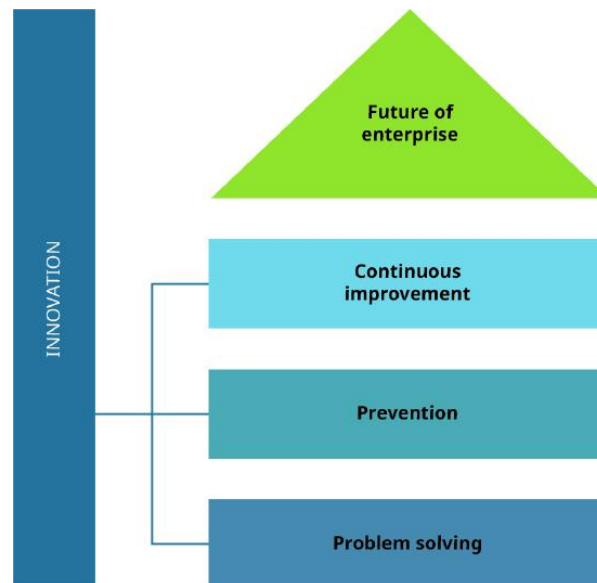 INNOVATION
Future of
enterprise
Continuous
improvement
Prevention
Problem solving